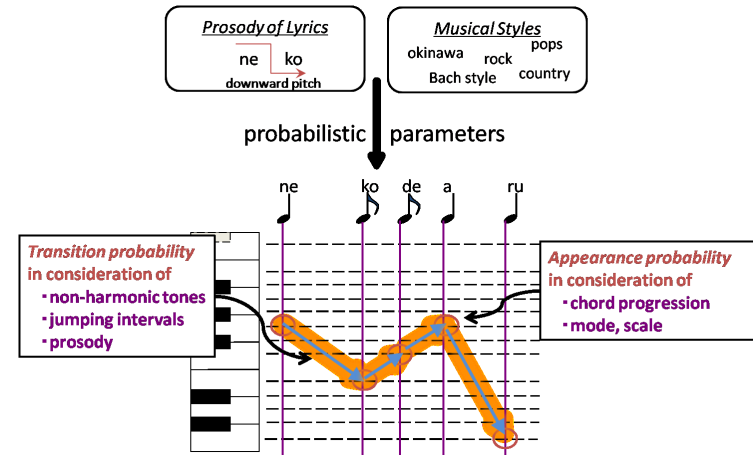 Prosody of Lyrics
ne ko
downward pitch
Musical Styles
okinawa rock pops
Bach style country
probabilistic parameters
ne ko de a ru
Transition probability
in consideration of
・non-harmonic tones
・jumping intervals
・prosody
Appearance probability
in consideration of
・chord progression
・mode, scale